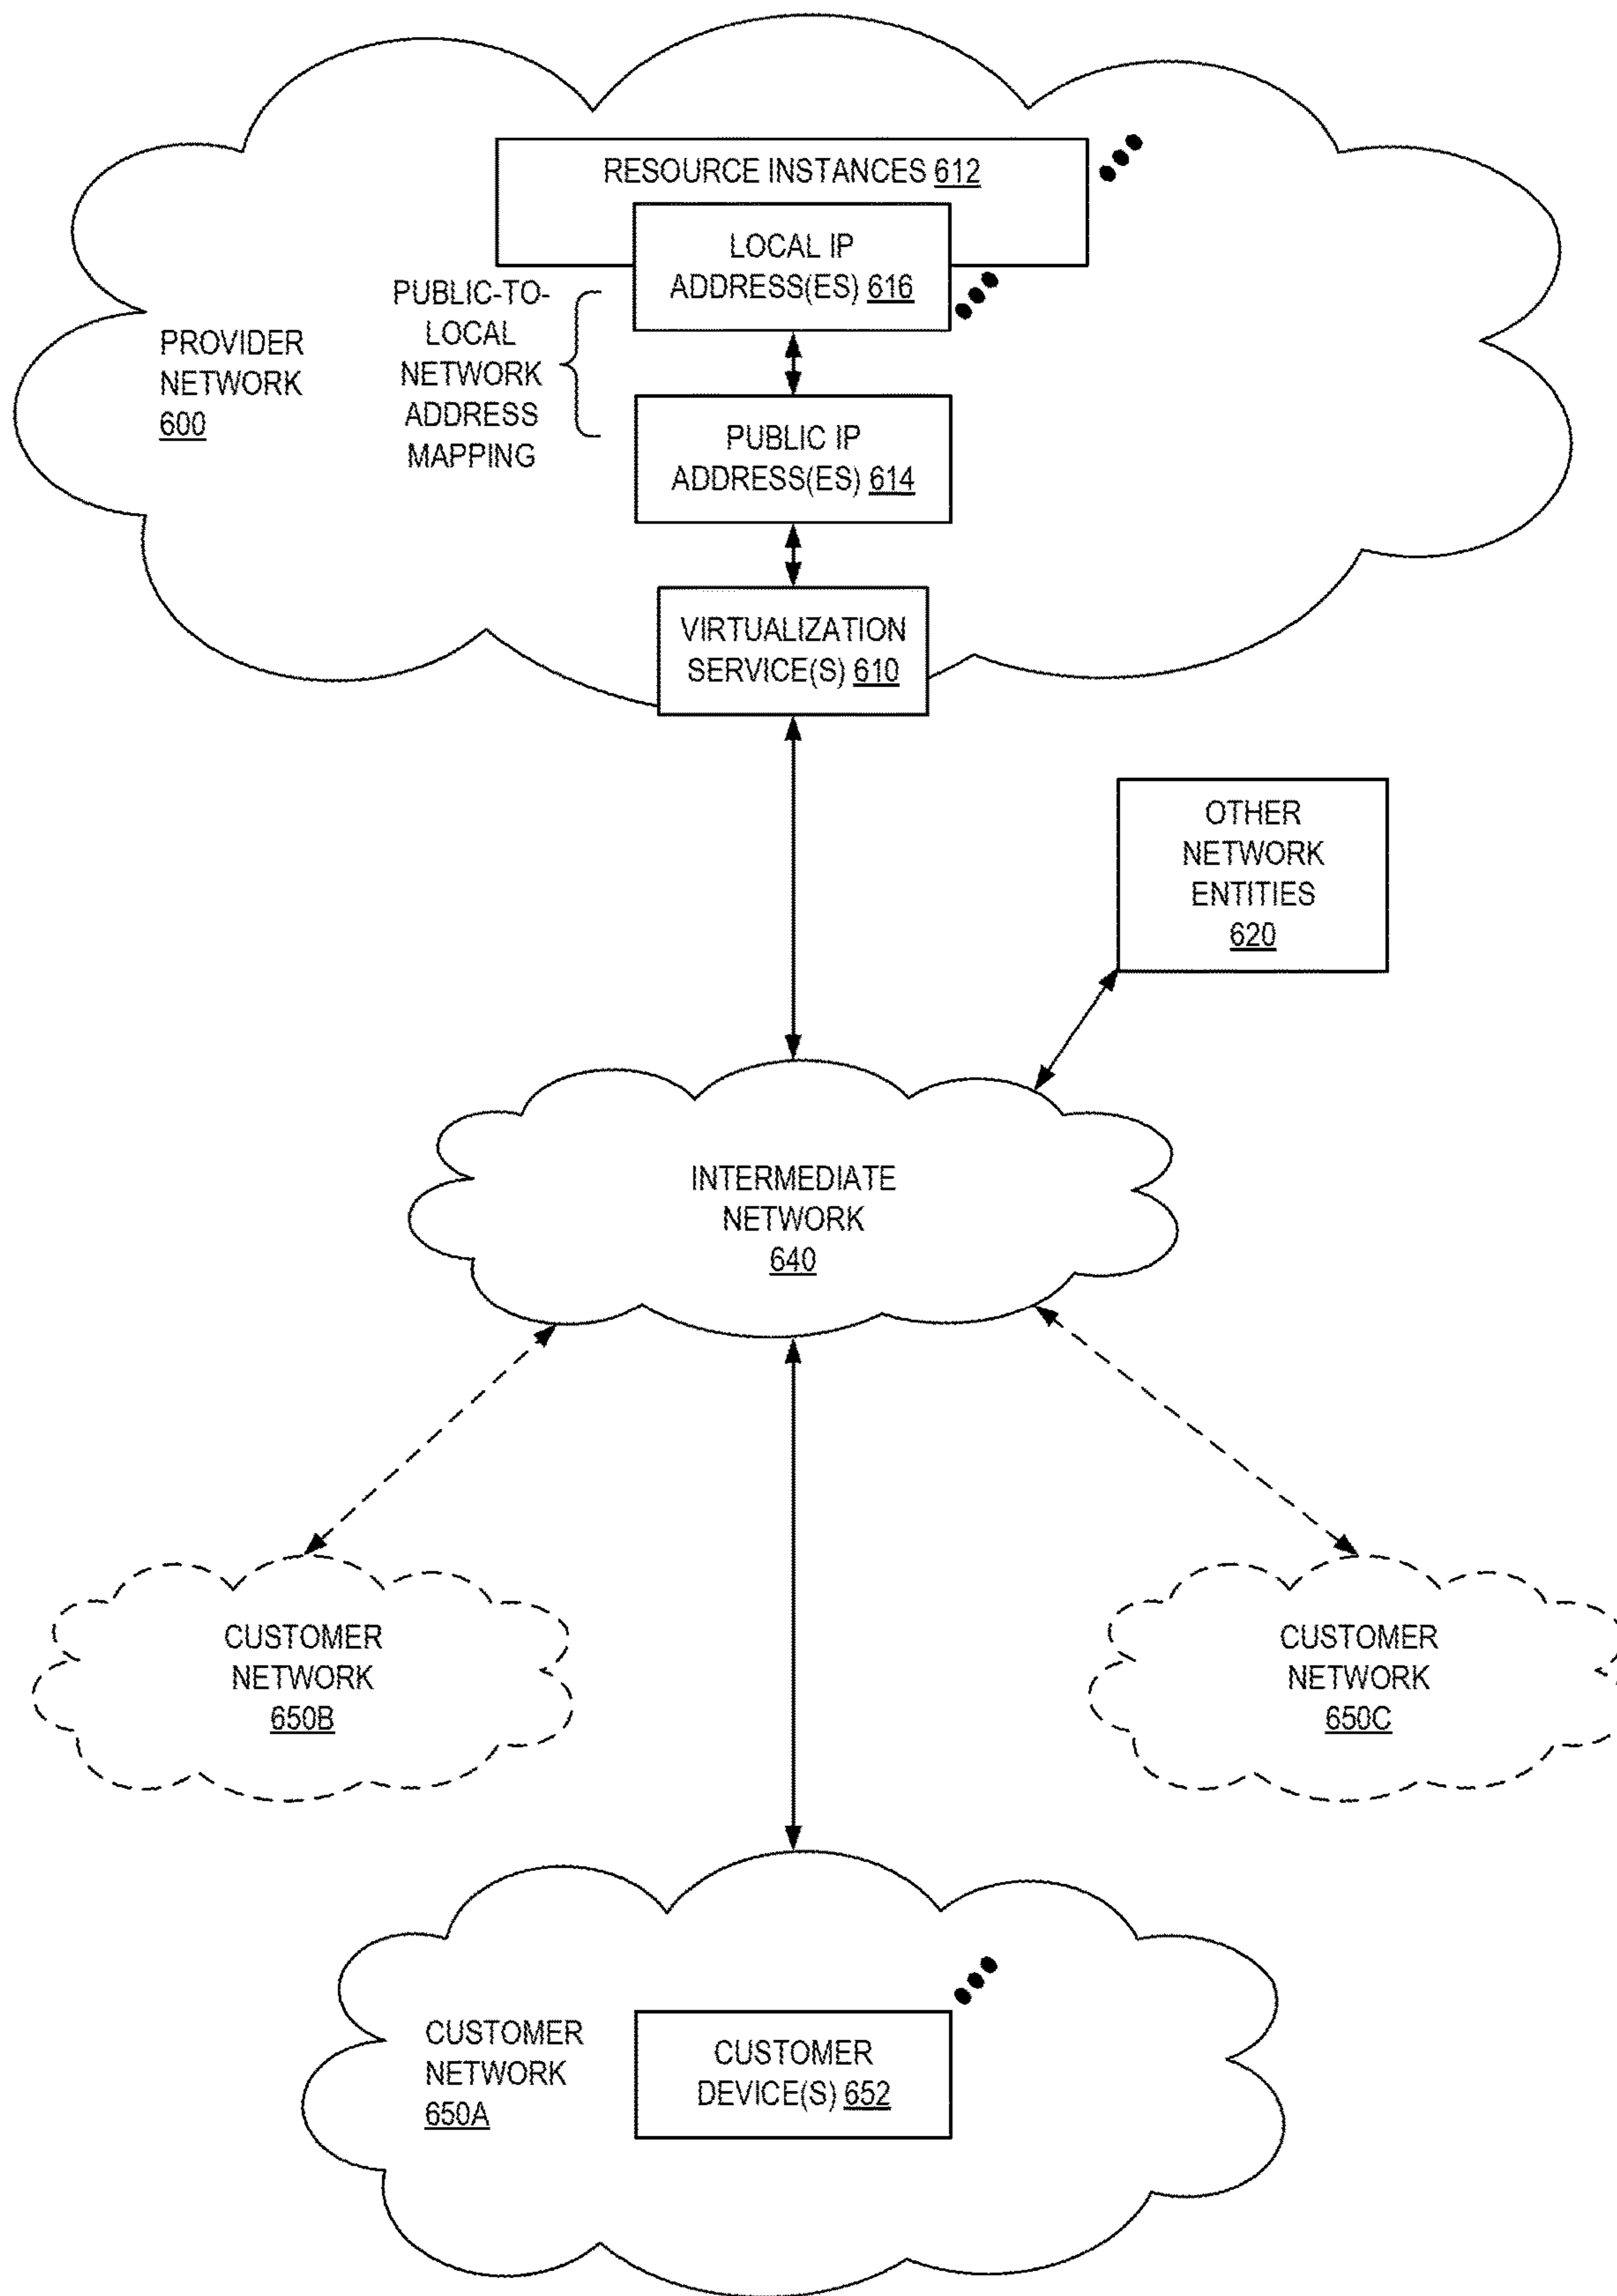 RESOURCE INSTANCES 612
LOCAL IP
ADDRESS(ES) 616
PUBLIC-TO-
LOCAL
NETWORK
ADDRESS
MAPPING
PROVIDER
NETWORK
600
PUBLIC IP
ADDRESS(ES) 614
VIRTUALIZATION
SERVICE(S) 610
OTHER
NETWORK
ENTITIES
620
INTERMEDIATE
NETWORK
640
CUSTOMER
NETWORK
650B
CUSTOMER
NETWORK
650C
CUSTOMER
NETWORK
650A
CUSTOMER
DEVICE(S) 652